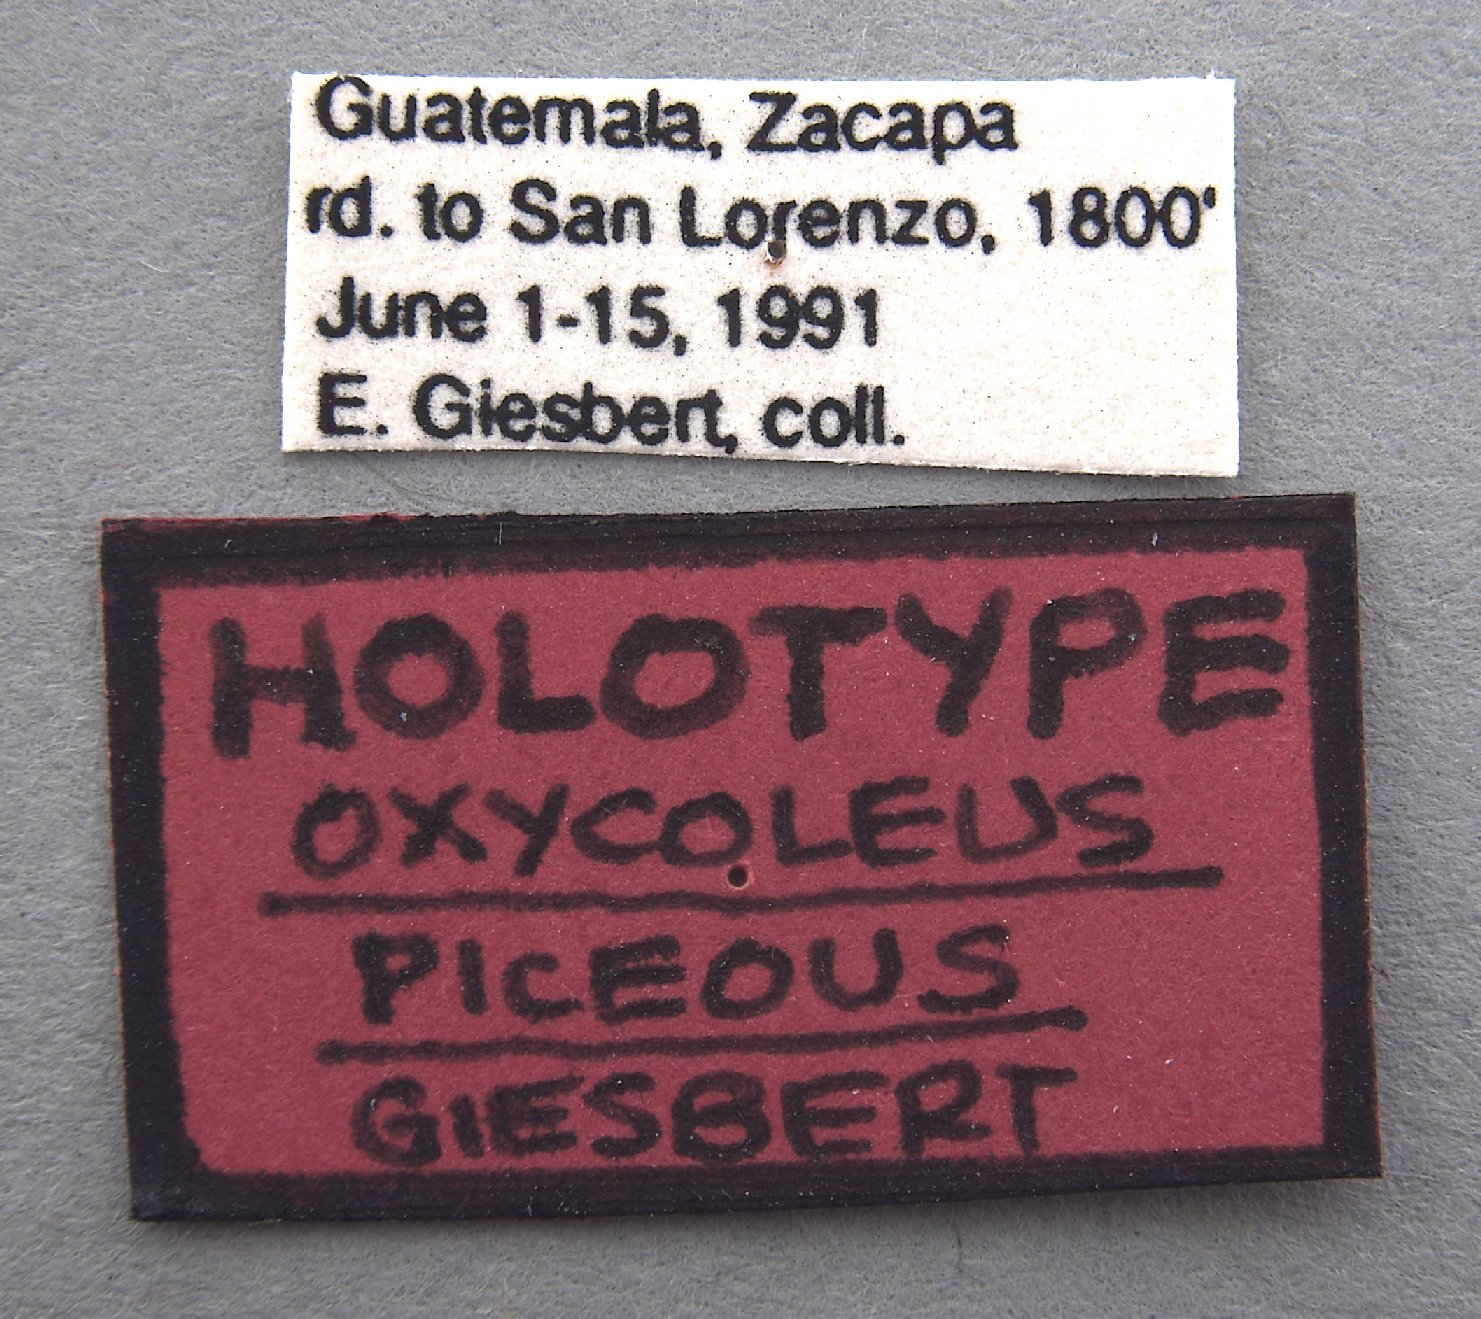 Guatemala, Zacapa
rd. to San Lorenzo, 1800'
June 1-15, 1991
E. Giesbert, coll.
HOLOTYPE
OXYCOLEUS
PICEOUS
GIESBERT